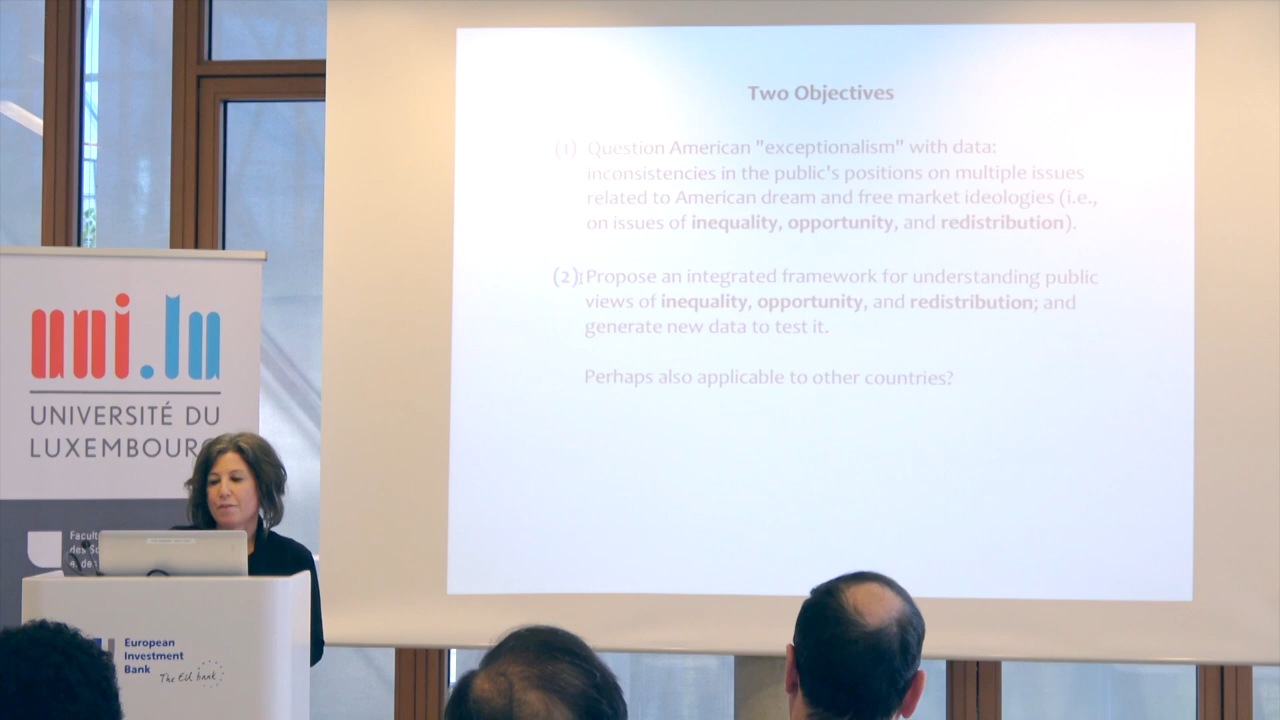 Two Objectives
(1) Question American "exceptionalism" with data:
inconsistencies in the public's positions on multiple issues
related to American dream and free market ideologies (i.e.,
on issues of inequality, opportunity, and redistribution).
(2) Propose an integrated framework for understanding public
views of inequality, opportunity, and redistribution; and
generate new data to test it.
Perhaps also applicable to other countries?
uni.lu
UNIVERSITÉ DU
LUXEMBOURG
Facult
des Sc
European
Investment
Bank
The EU bank